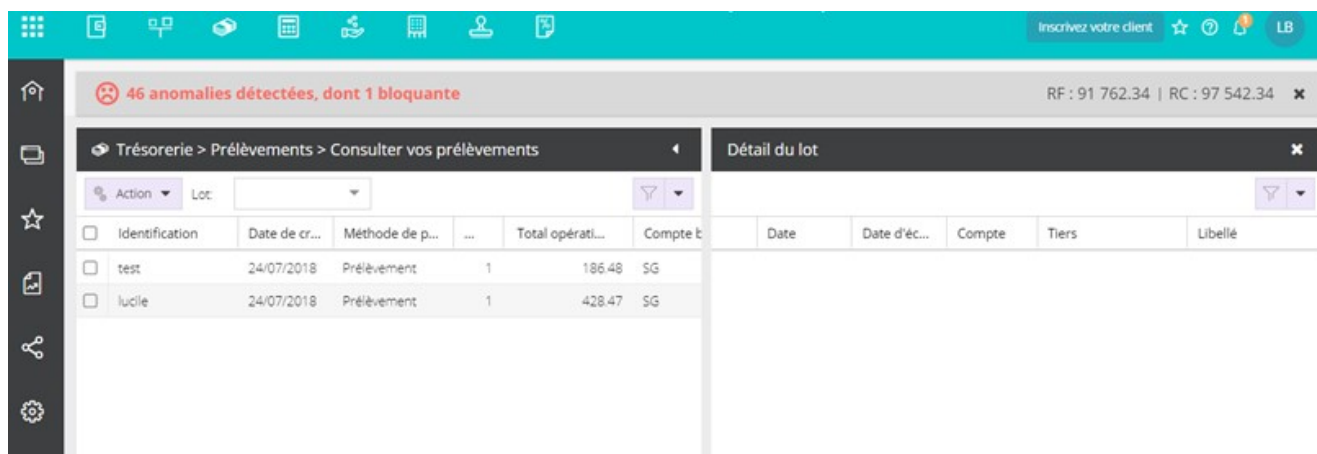 Inscrivez votre client
1
LB
46 anomalies détectées, dont 1 bloquante
RF : 91 762.34 | RC : 97 542.34
Trésorerie > Prélèvements > Consulter vos prélèvements
Détail du lot
Action
Lot:
Identification Date de cr... Méthode de p... ... Total opérati... Compte b
Date Date d'éc... Compte Tiers Libellé
test 24/07/2018 Prélèvement 1 186.48 SG
lucile 24/07/2018 Prélèvement 1 428.47 SG